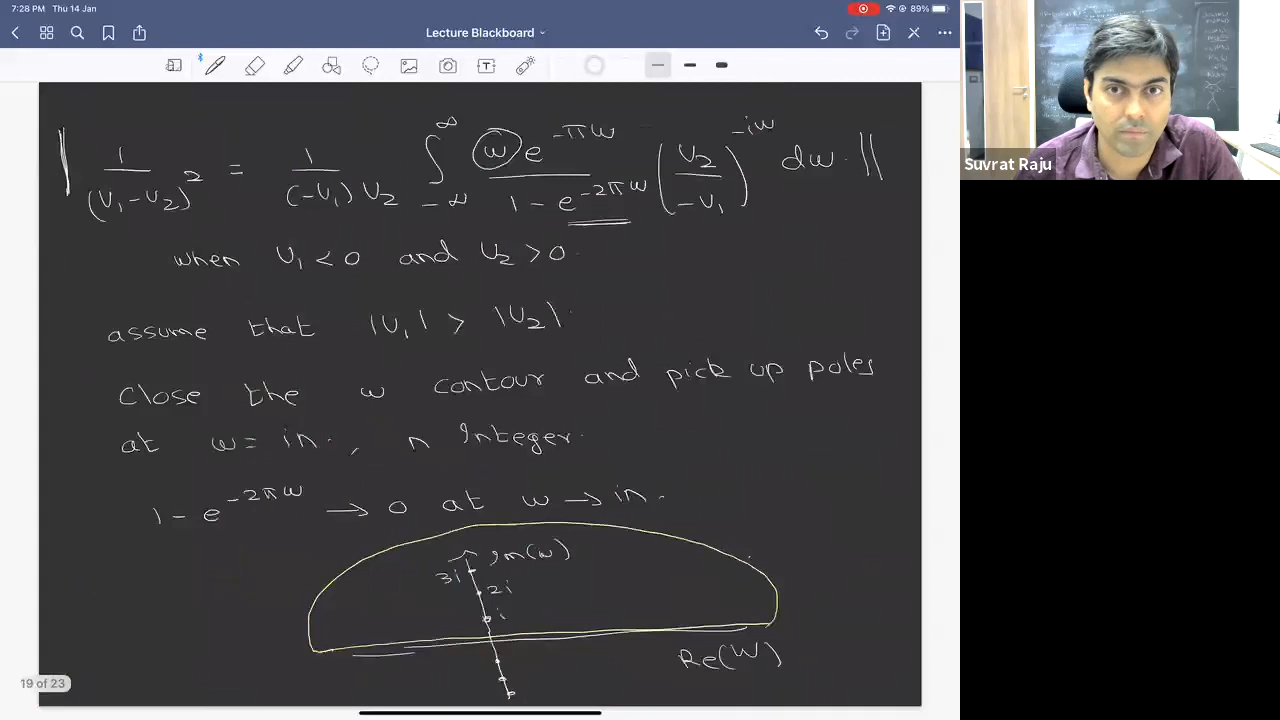 7:28 PM Thu 14 Jan
89%
Lecture Blackboard
1/(U₁-U₂)² = 1/((-U₁)U₂) ∫_{-∞}^{∞} ω e^{-πω}/(1 - e^{-2πω}) (U₂/-U₁)^{-iω} dω.
when U₁ < 0 and U₂ > 0.
assume that |U₁| > |U₂|.
Close the ω contour and pick up poles
at ω = in., n Integer.
1 - e^{-2πω} → 0 at ω → in.
Im(ω)
3i
2i
i
Re(ω)
19 of 23
Suvrat Raju